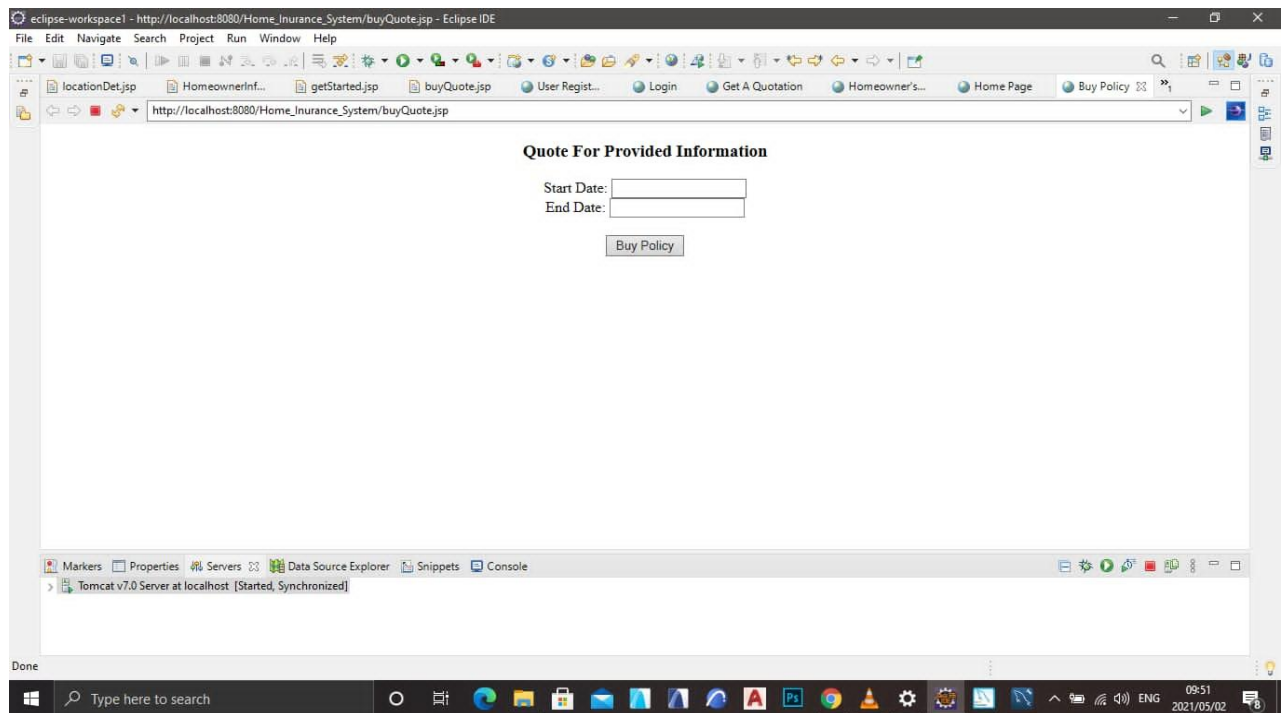 eclipse-workspace1 - http://localhost:8080/Home_Inurance_System/buyQuote.jsp - Eclipse IDE
File Edit Navigate Search Project Run Window Help
locationDet.jsp HomeownerInf... getStarted.jsp buyQuote.jsp User Regist... Login Get A Quotation Homeowner's... Home Page Buy Policy »1
http://localhost:8080/Home_Inurance_System/buyQuote.jsp
Quote For Provided Information
Start Date:
End Date:
Buy Policy
Markers Properties Servers Data Source Explorer Snippets Console
Tomcat v7.0 Server at localhost [Started, Synchronized]
Done
Type here to search
A Ps ENG 09:51
2021/05/02 8